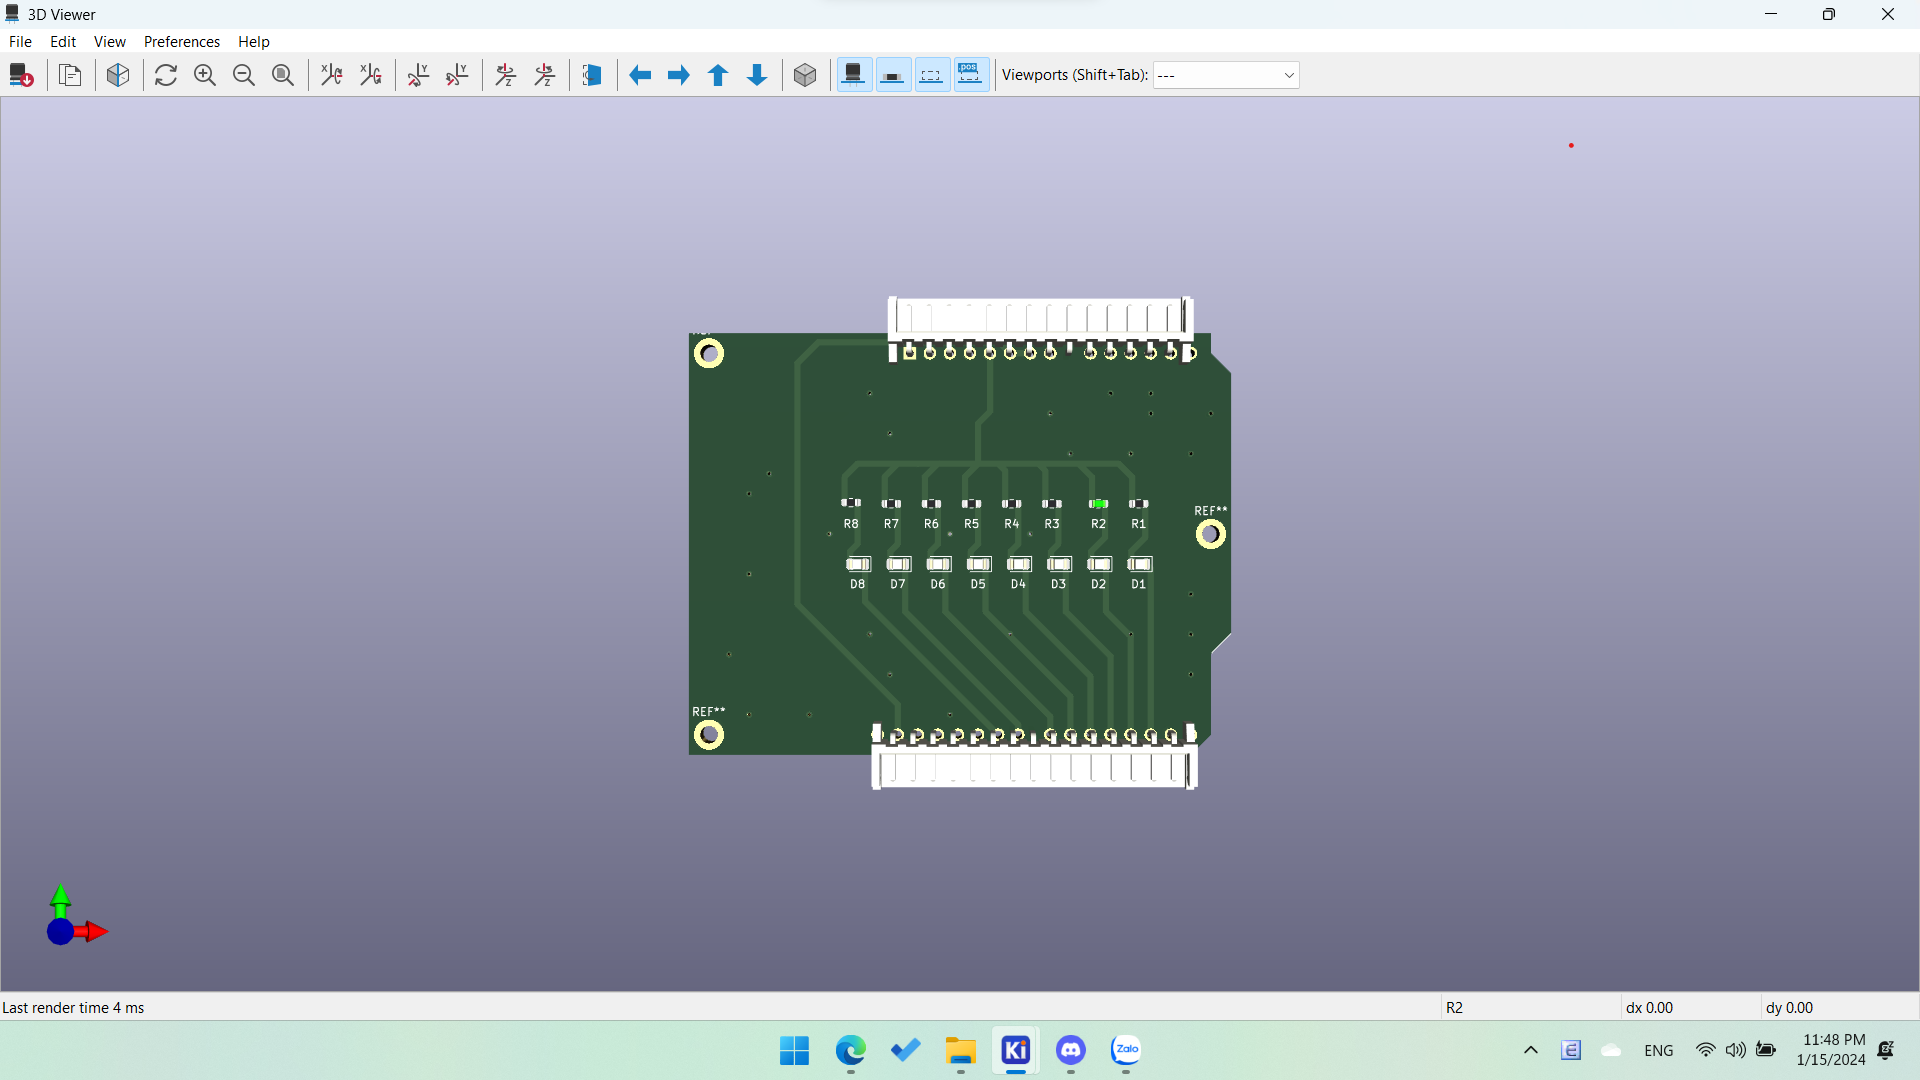 3D Viewer
File Edit View Preferences Help
Viewports (Shift+Tab): ---
REF**
R8 R7 R6 R5 R4 R3 R2 R1
D8 D7 D6 D5 D4 D3 D2 D1
REF**
Last render time 4 ms
R2
dx 0.00
dy 0.00
Ki
Zalo
ENG
11:48 PM
1/15/2024